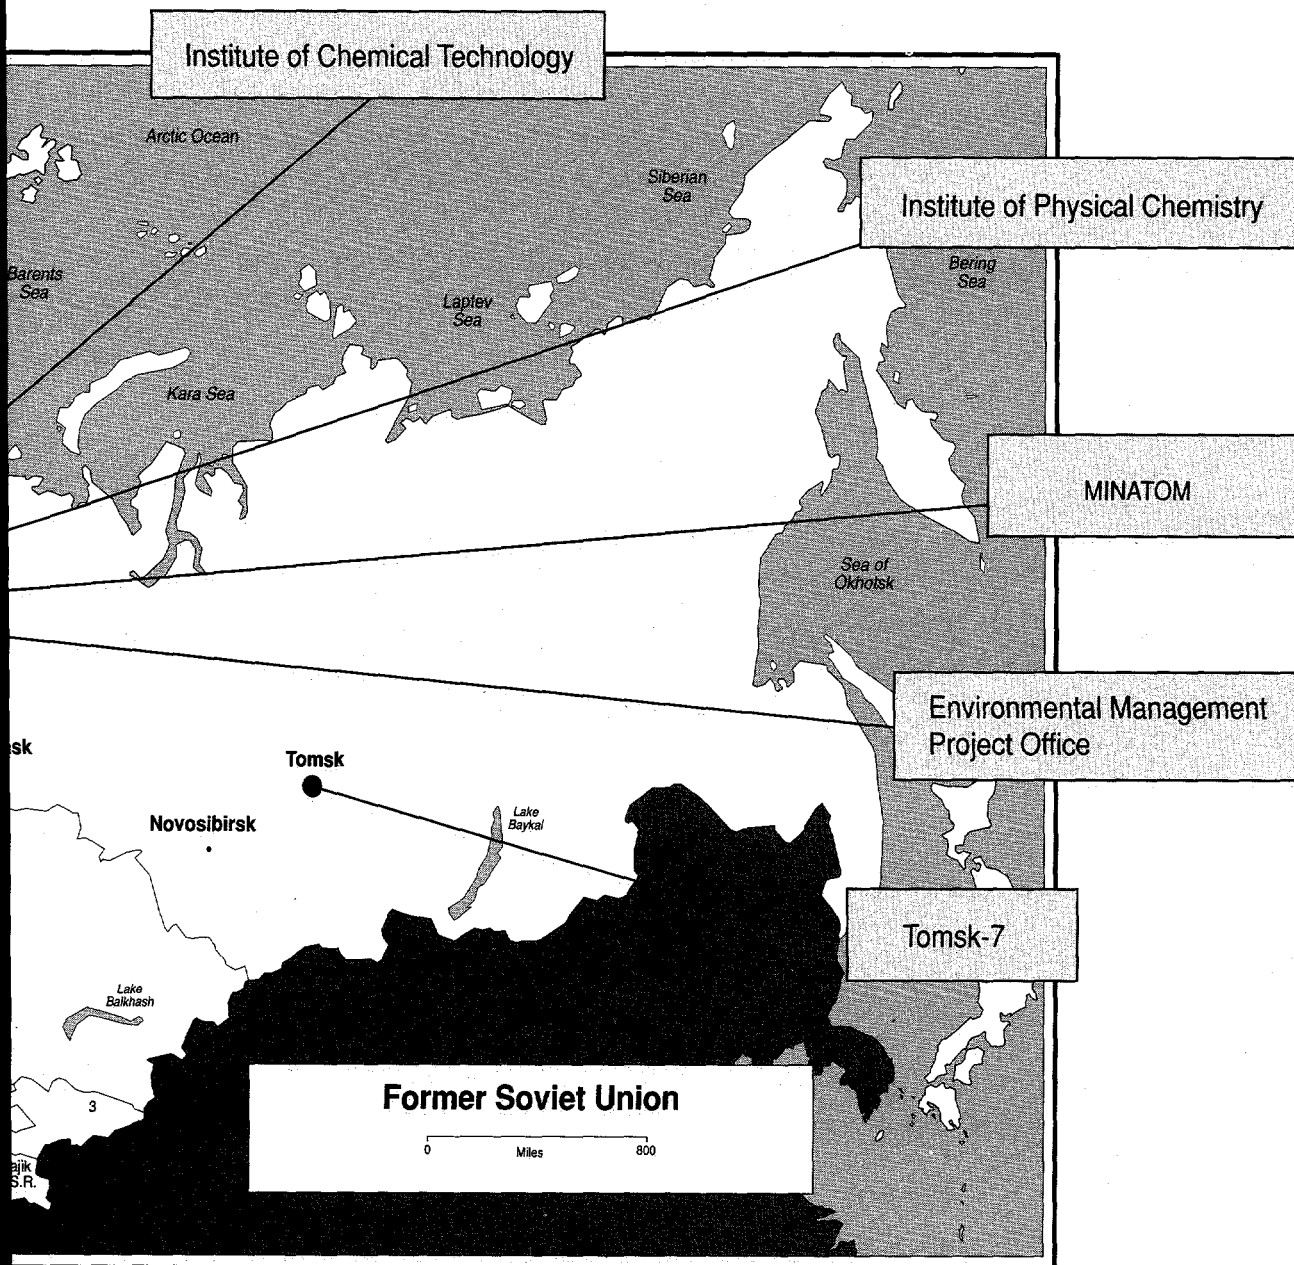 Institute of Chemical Technology
Arctic Ocean
Siberian
Sea
Institute of Physical Chemistry
Barents
Sea
Bering
Sea
Laptev
Sea
Kara Sea
MINATOM
Sea of
Okhotsk
Environmental Management
Project Office
sk
Tomsk
Novosibirsk
Lake
Baykal
Tomsk-7
Lake
Balkhash
Former Soviet Union
0 Miles 800
3
ajik
S.R.